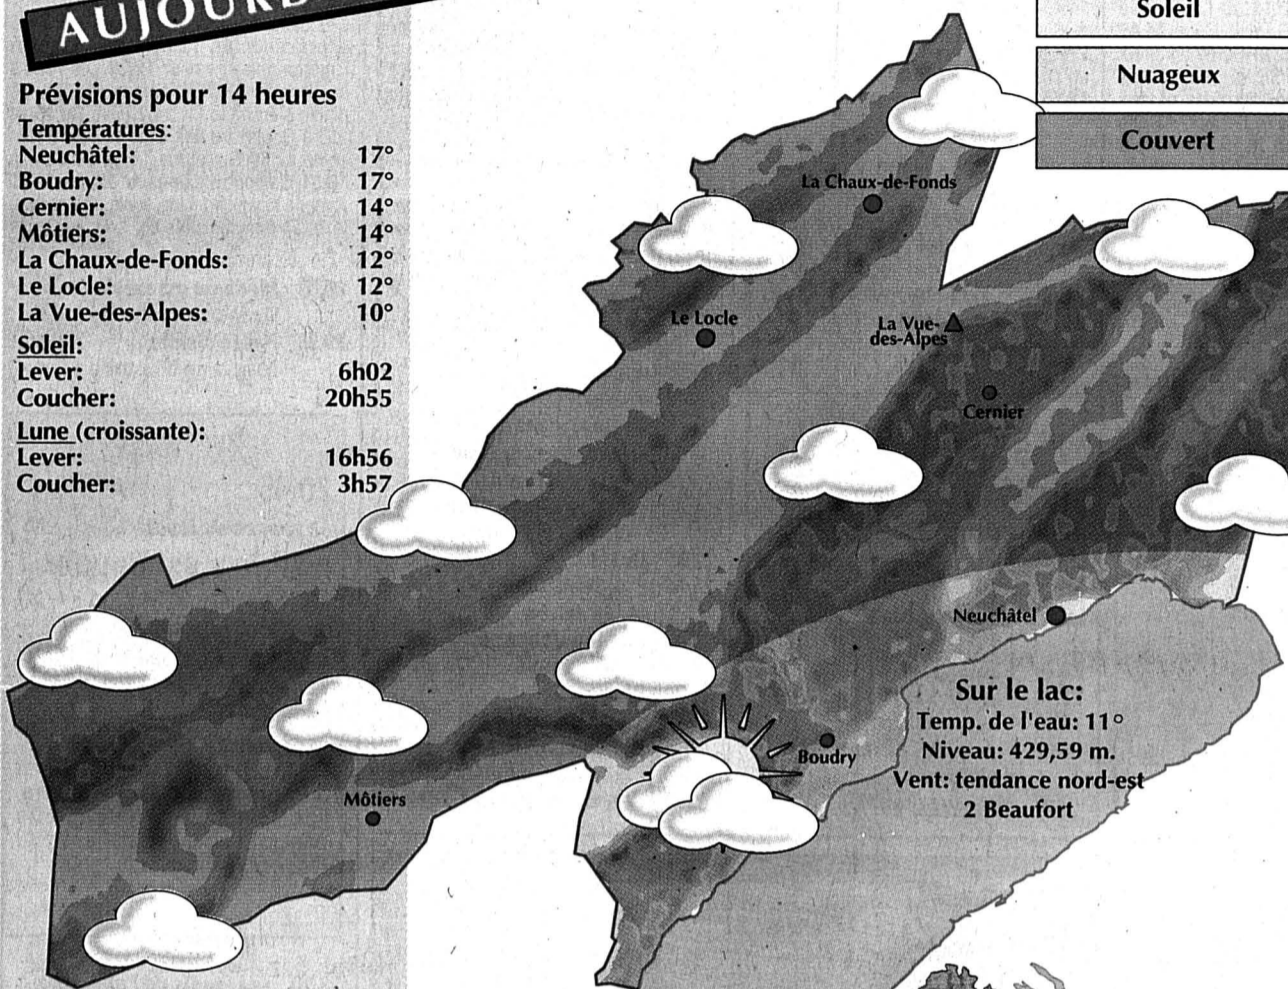 AUJOURD
Prévisions pour 14 heures
Températures:
Neuchâtel: 17°
Boudry: 17°
Cernier: 14°
Môtiers: 14°
La Chaux-de-Fonds: 12°
Le Locle: 12°
La Vue-des-Alpes: 10°
Soleil:
Lever: 6h02
Coucher: 20h55
Lune (croissante):
Lever: 16h56
Coucher: 3h57
Soleil
Nuageux
Couvert
La Chaux-de-Fonds
Le Locle
La Vue-
des-Alpes
Cernier
Neuchâtel
Boudry
Môtiers
Sur le lac:
Temp. de l'eau: 11°
Niveau: 429,59 m.
Vent: tendance nord-est
2 Beaufort